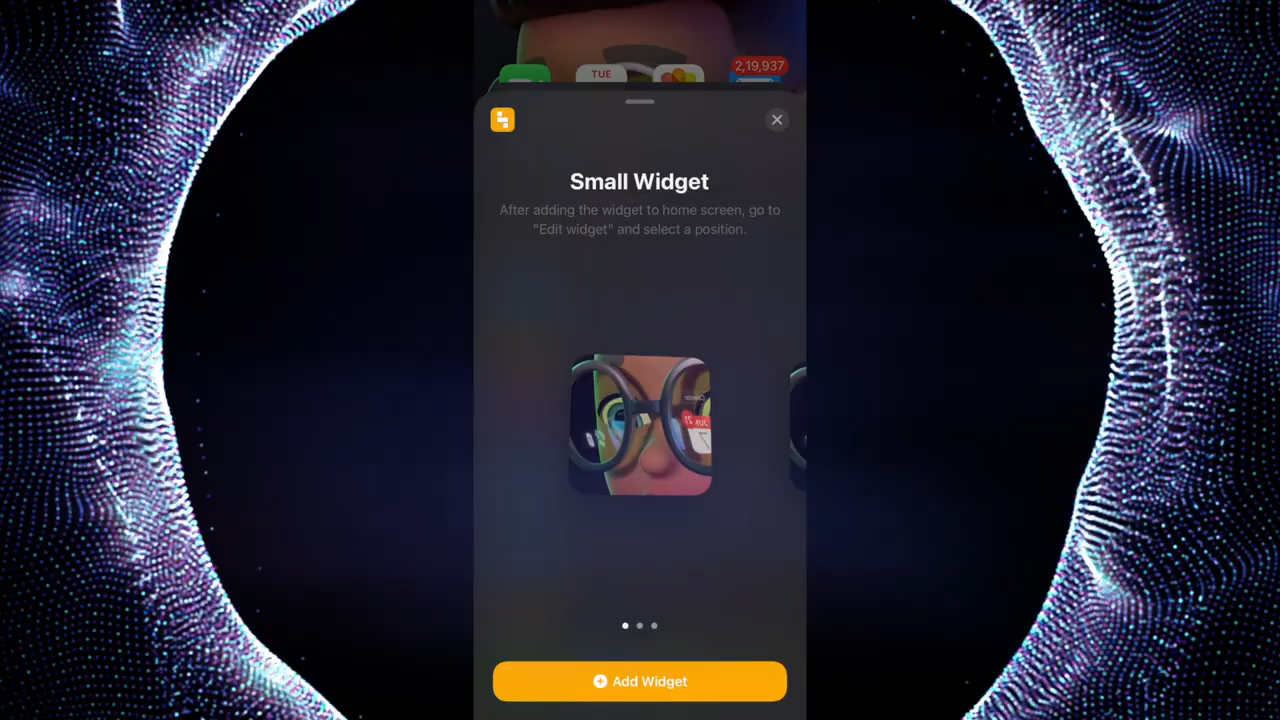 TUE
2,19,937
Small Widget
After adding the widget to home screen, go to
"Edit widget" and select a position.
Add Widget